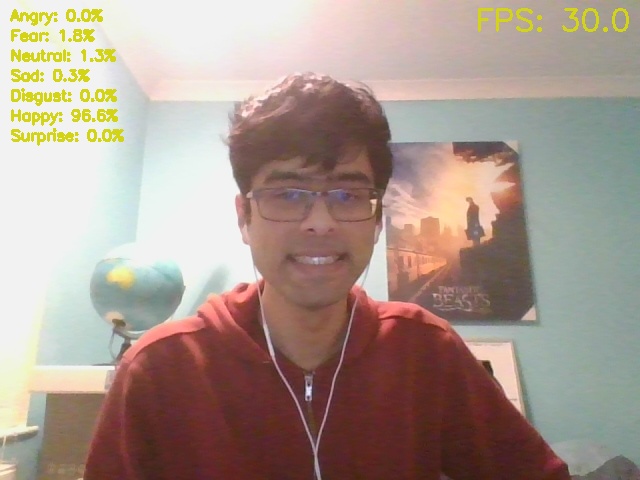 Angry: 0.0%
Fear: 1.8%
Neutral: 1.3%
Sad: 0.3%
Disgust: 0.0%
Happy: 96.6%
Surprise: 0.0%
FPS: 30.0
FANTASTIC
BEASTS